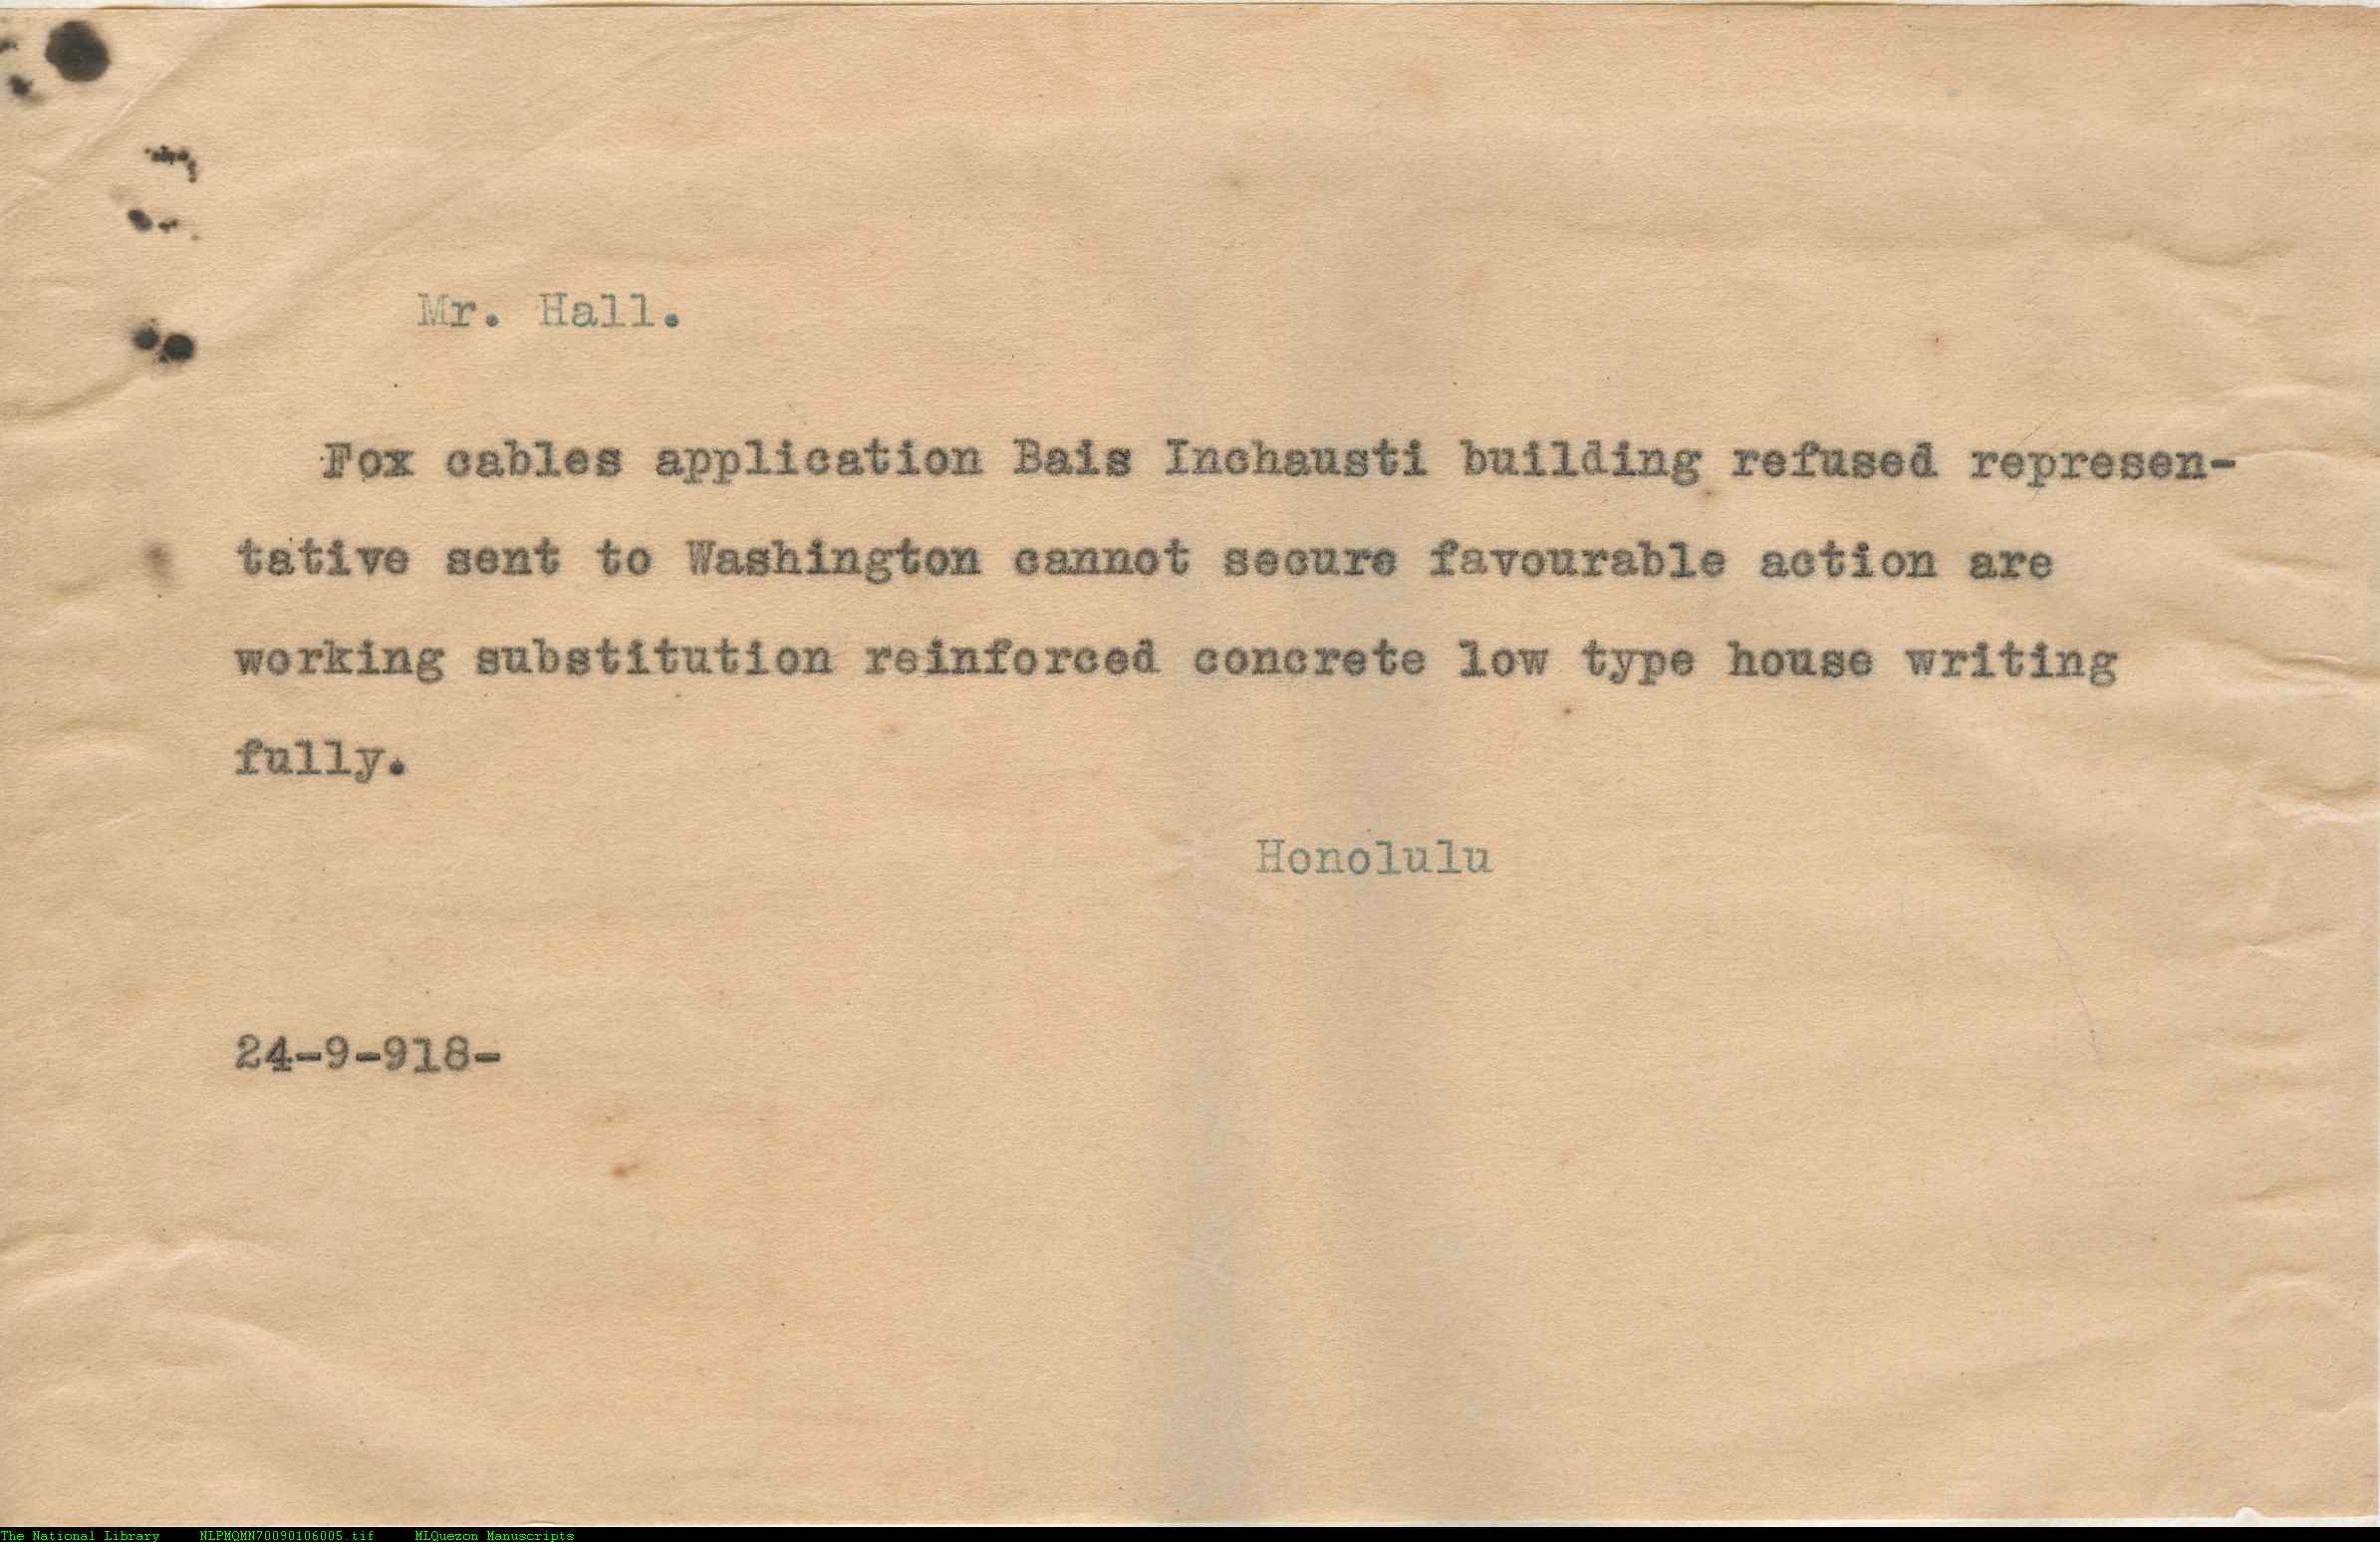 Mr. Hall.
Fox cables application Bais Inchausti building refused represen-
tative sent to Washington cannot secure favourable action are
working substitution reinforced concrete low type house writing
fully.
Honolulu
24-9-918-
The National Library NLPMQMN70090106005.tif MLQuezon Manuscripts